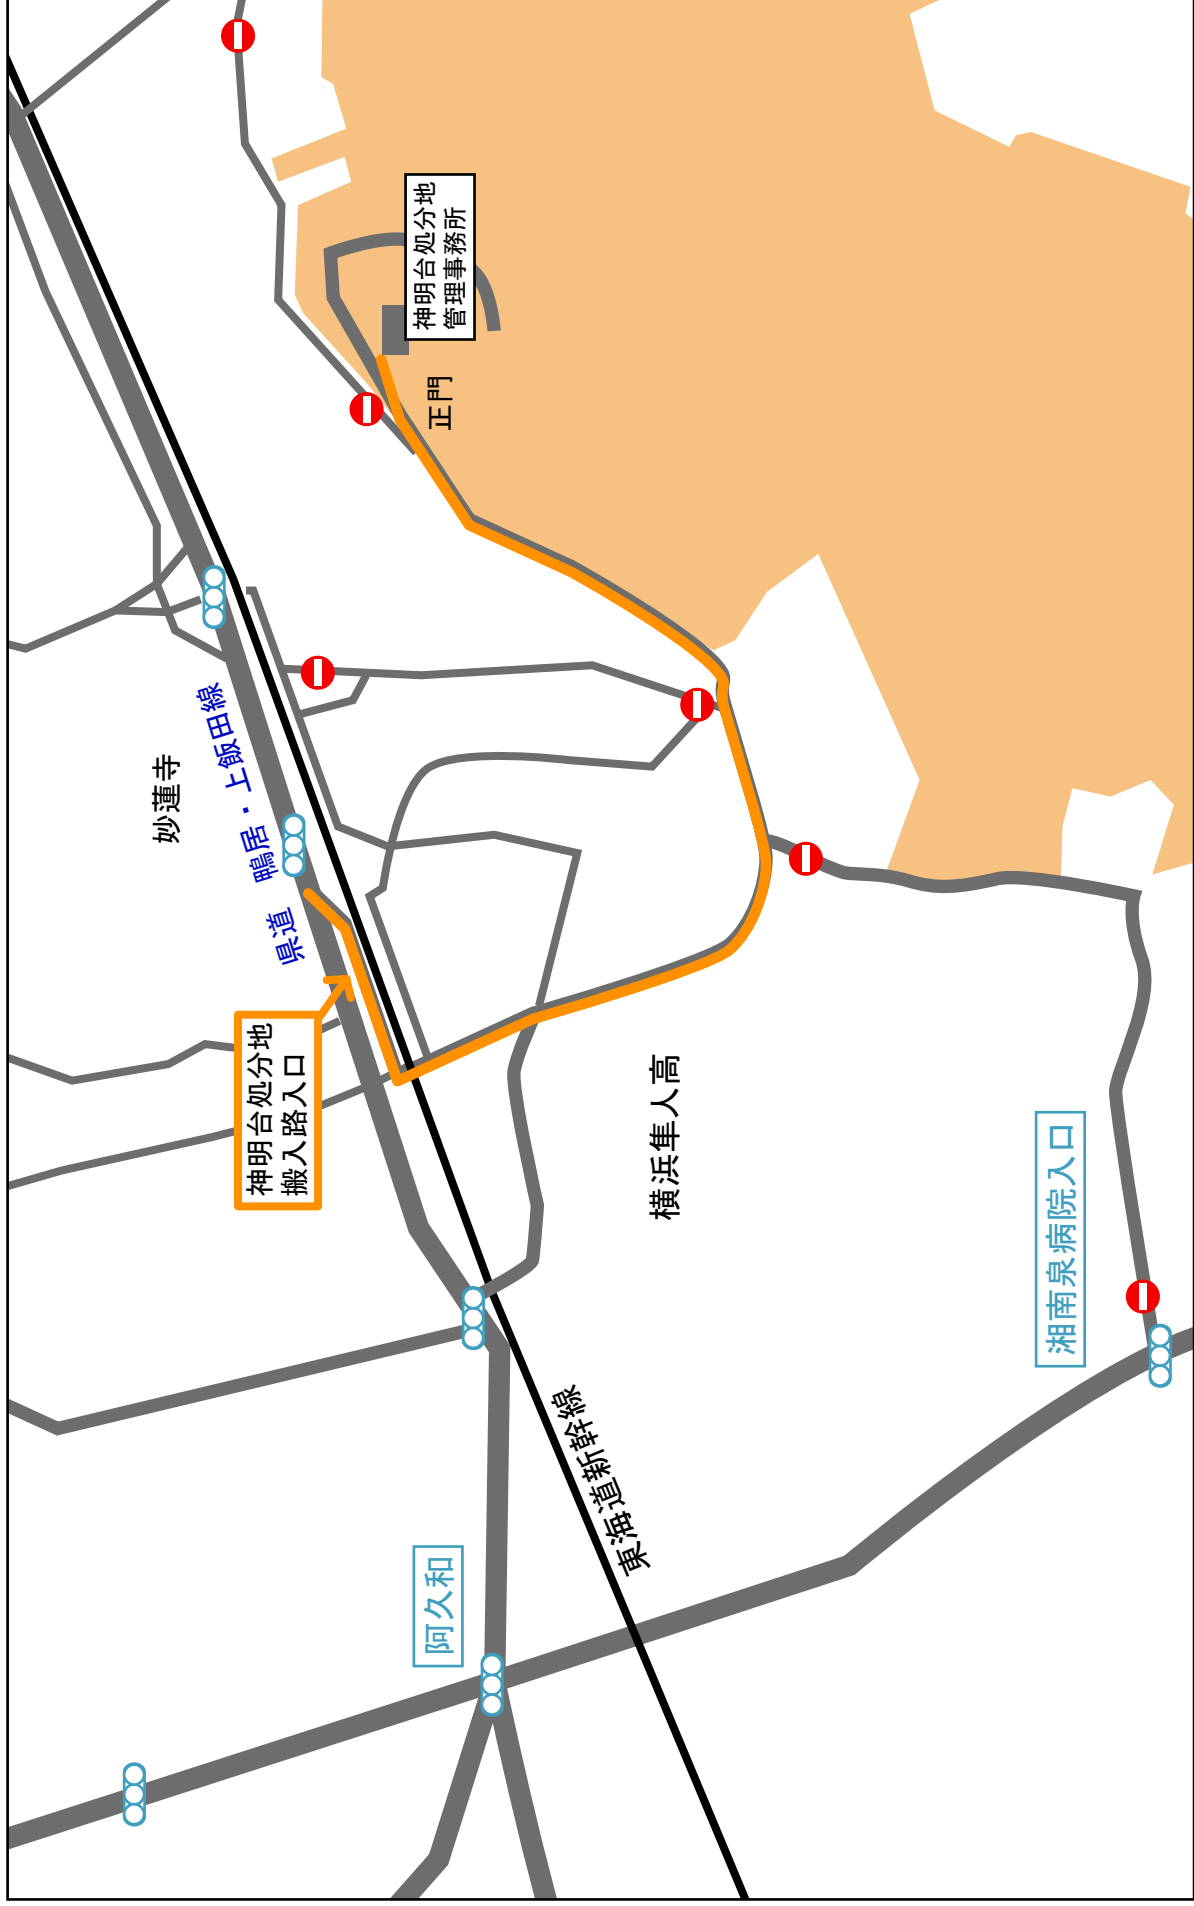 神明台処分地
管理事務所
正門
妙蓮寺
県道　鴨居・上飯田線
神明台処分地
搬入路入口
横浜隼人高
湘南泉病院入口
東海道新幹線
阿久和